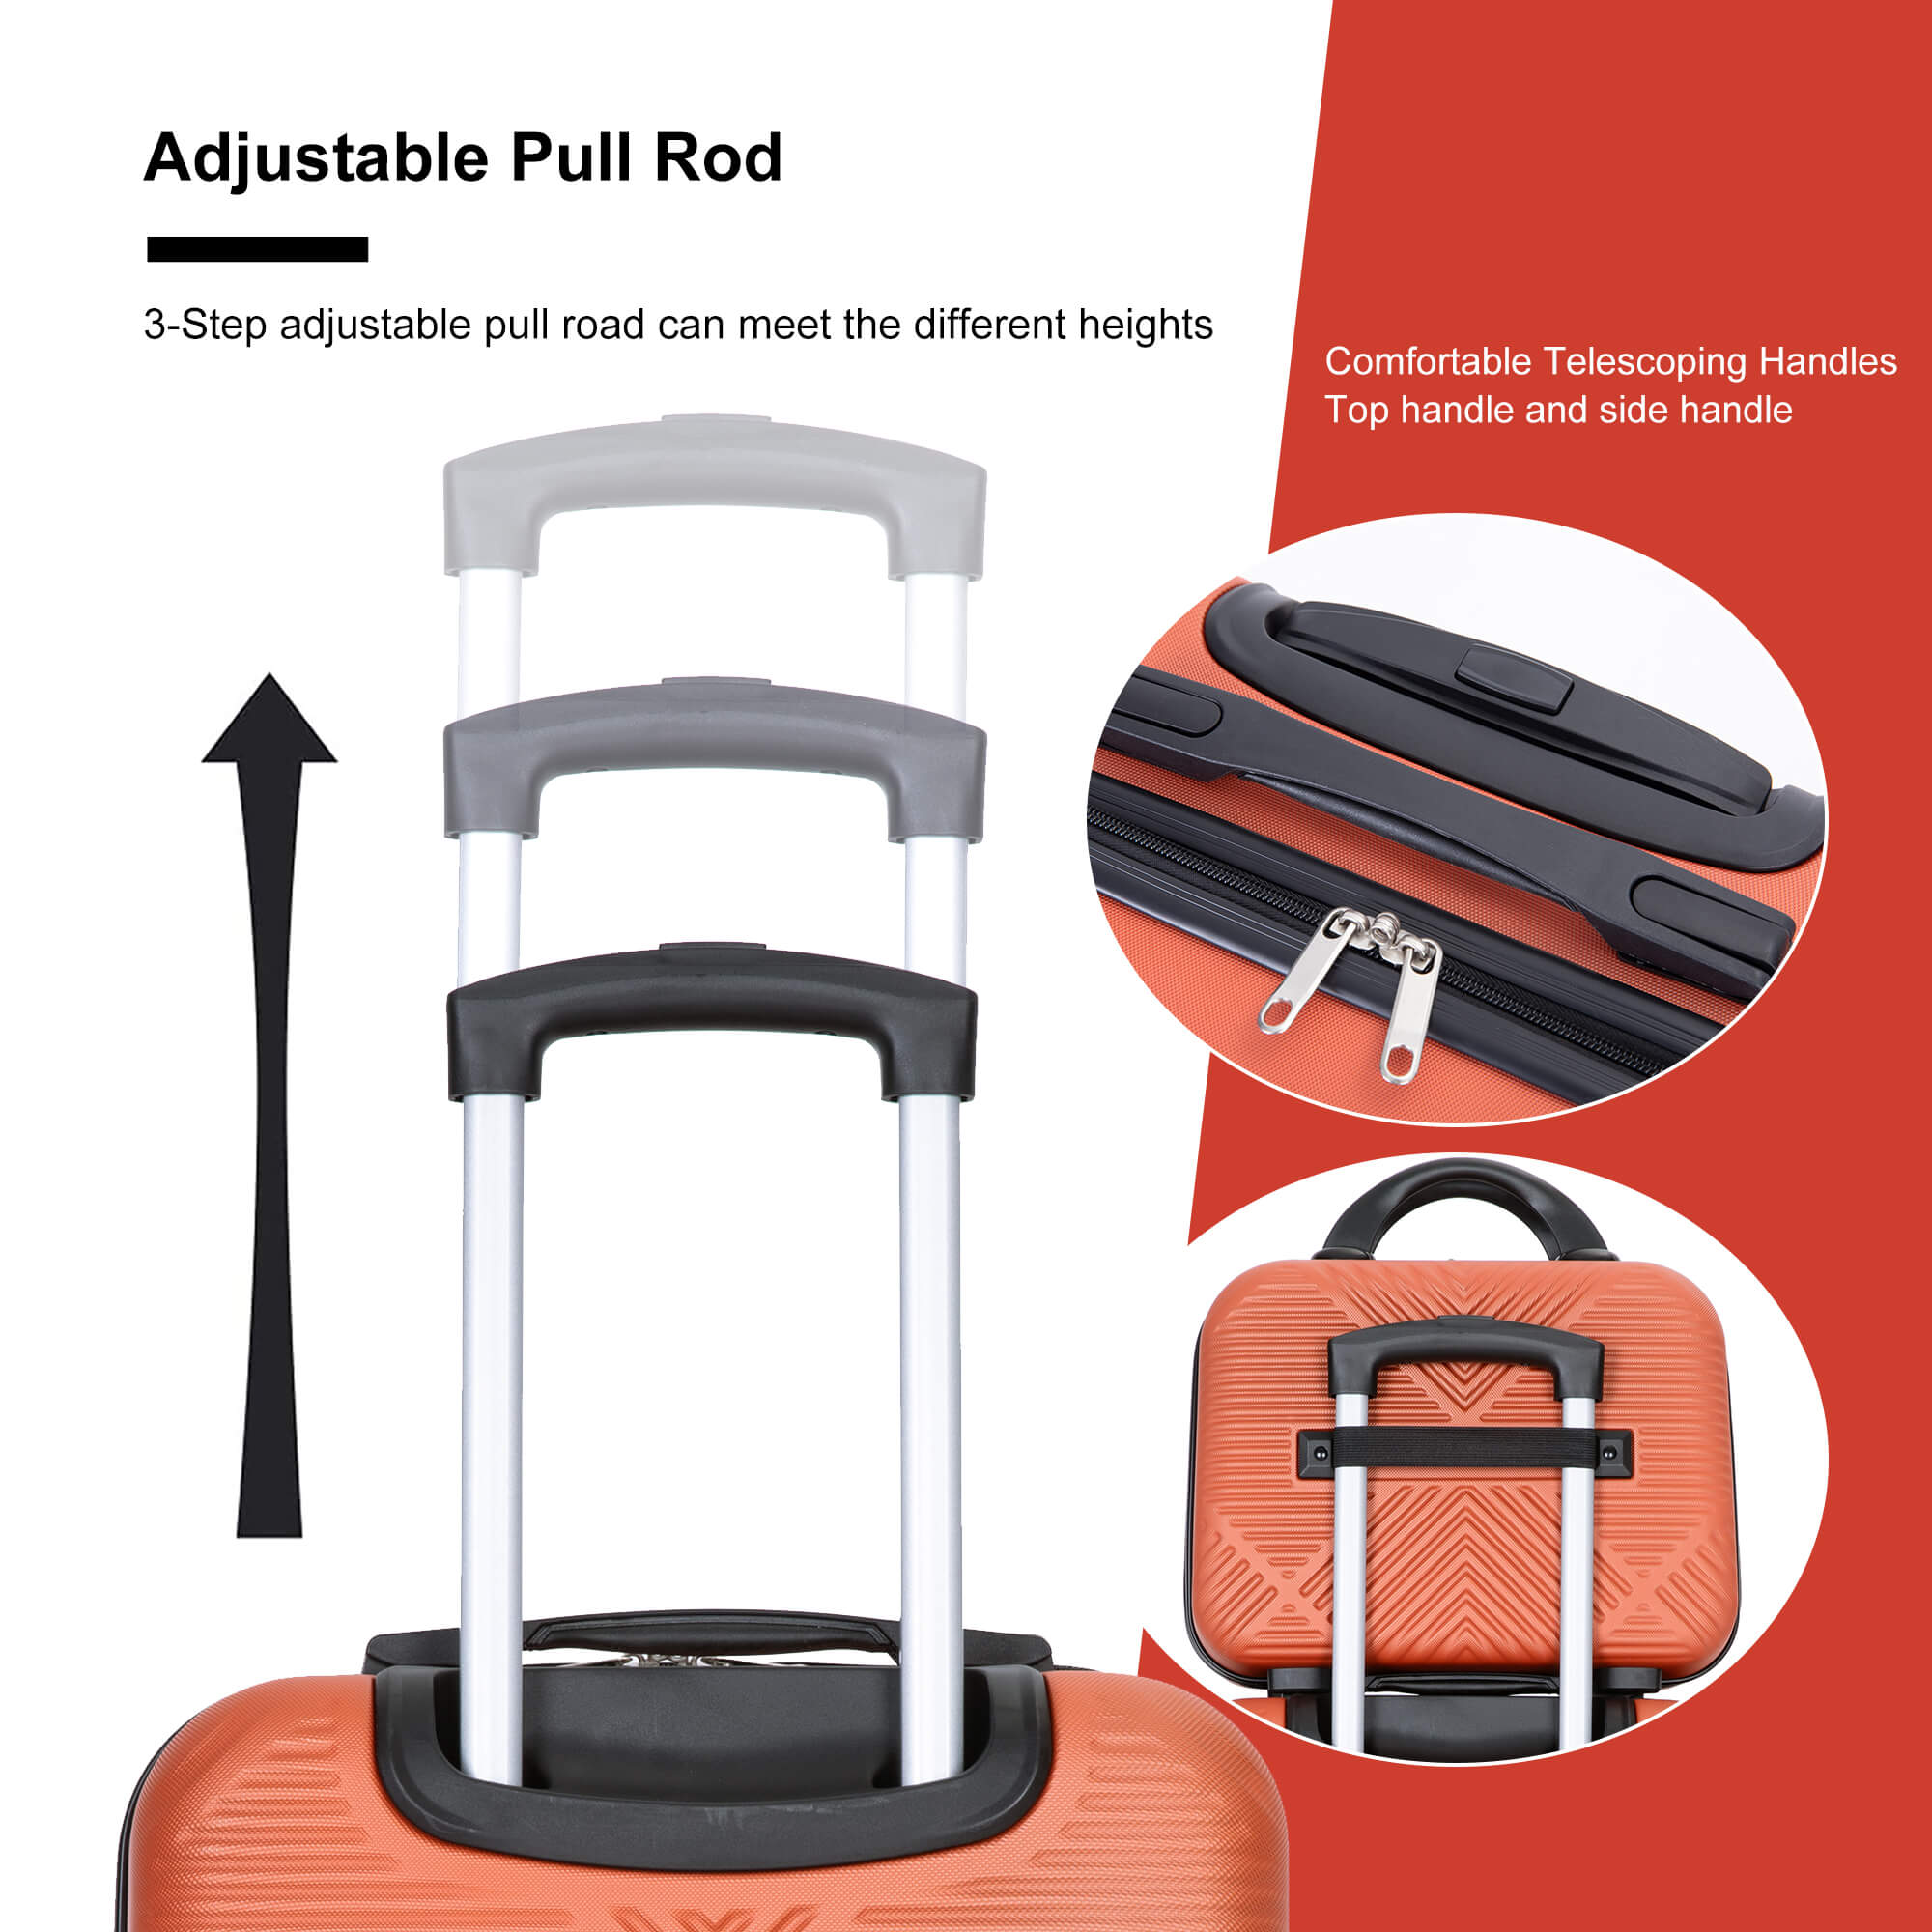 Adjustable Pull Rod
3-Step adjustable pull road can meet the different heights
Comfortable Telescoping Handles
Top handle and side handle